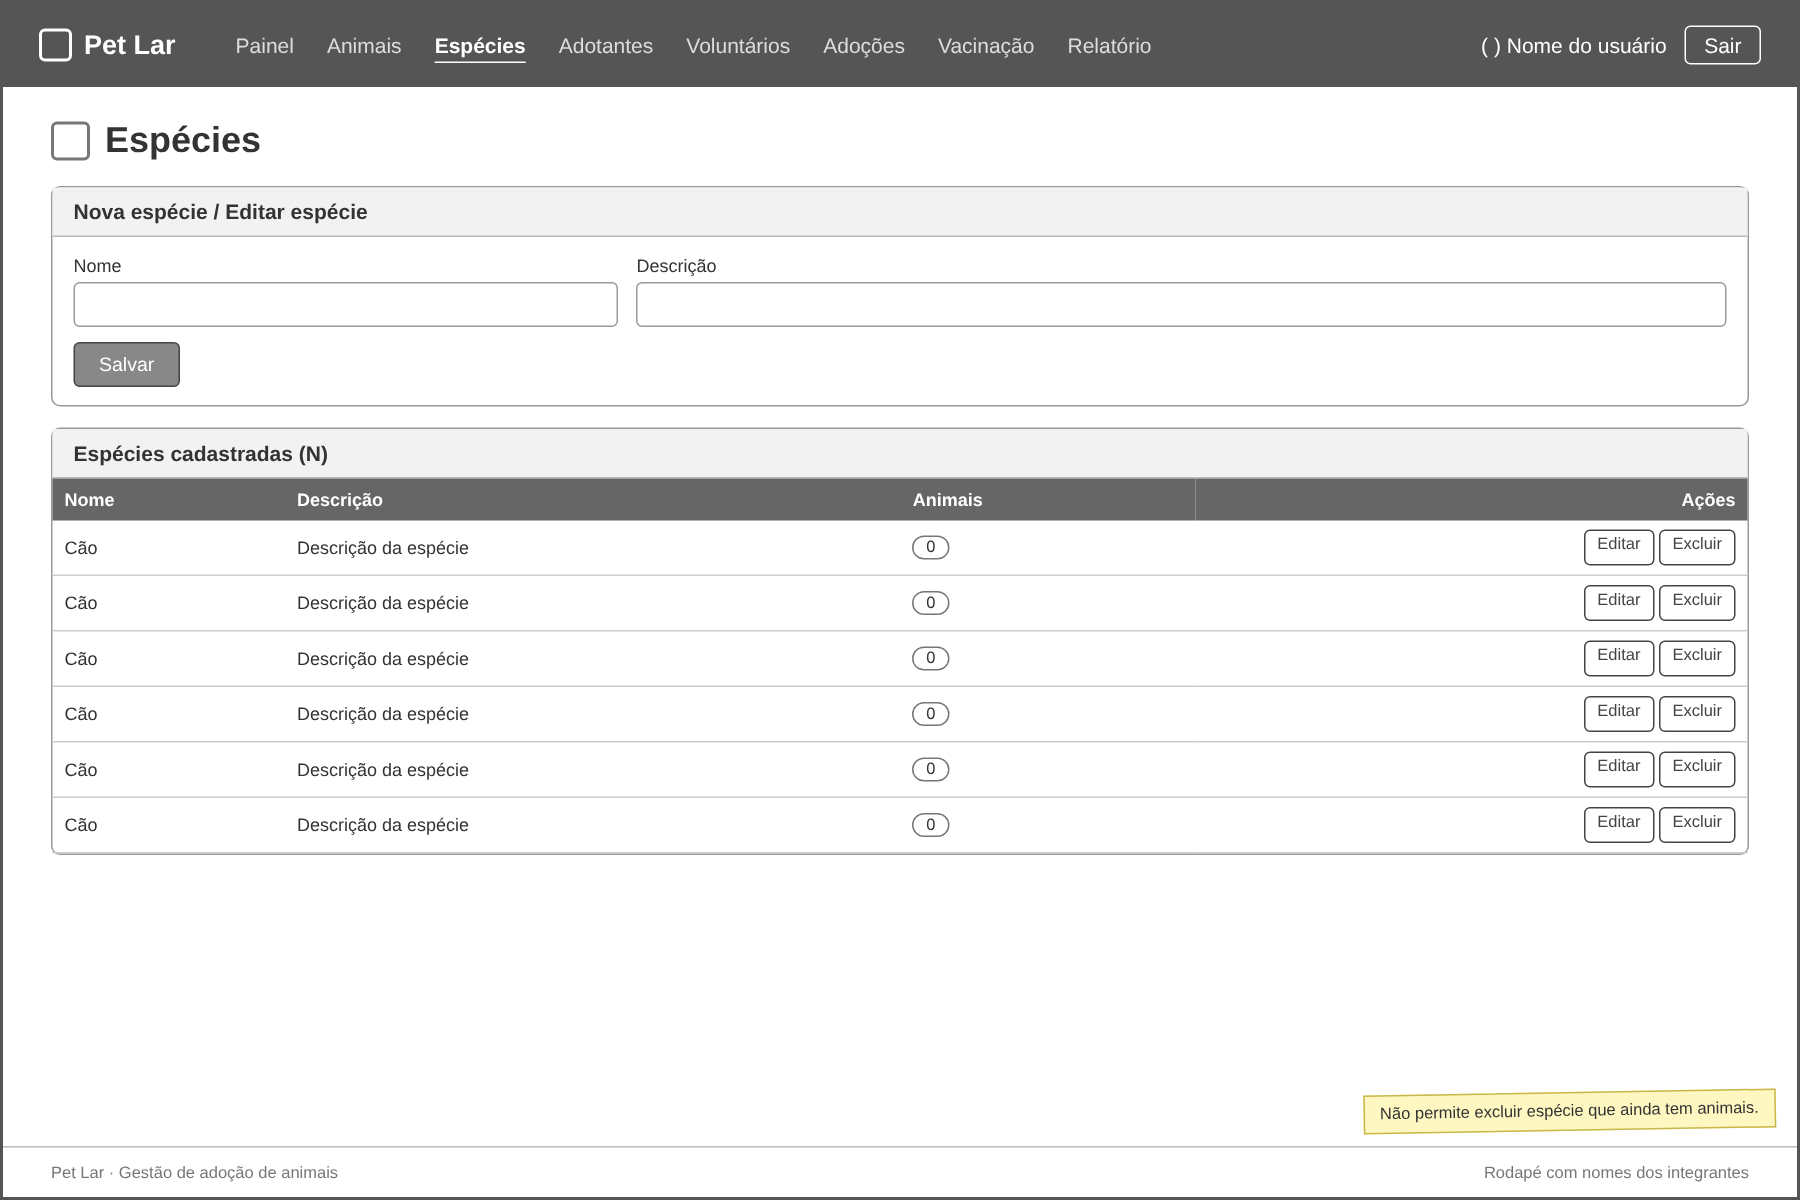 Pet Lar Painel Animais Espécies Adotantes Voluntários Adoções Vacinação Relatório ( ) Nome do usuário Sair
Espécies
Nova espécie / Editar espécie
Nome Descrição
Salvar
Espécies cadastradas (N)
Nome Descrição Animais Ações
Cão Descrição da espécie 0 Editar Excluir
Cão Descrição da espécie 0 Editar Excluir
Cão Descrição da espécie 0 Editar Excluir
Cão Descrição da espécie 0 Editar Excluir
Cão Descrição da espécie 0 Editar Excluir
Cão Descrição da espécie 0 Editar Excluir
Não permite excluir espécie que ainda tem animais.
Pet Lar · Gestão de adoção de animais Rodapé com nomes dos integrantes